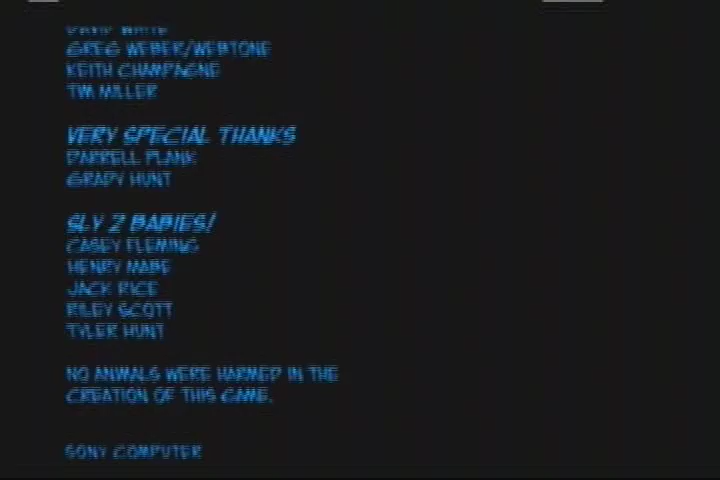 GREG WEBER/WEBTONE
KEITH CHAMPAGNE
TIM MILLER
VERY SPECIAL THANKS
DARRELL PLANK
GRADY HUNT
SLY 2 BABIES!
CASEY FLEMING
HENRY MABE
JACK RICE
RILEY SCOTT
TYLER HUNT
NO ANIMALS WERE HARMED IN THE
CREATION OF THIS GAME.
SONY COMPUTER